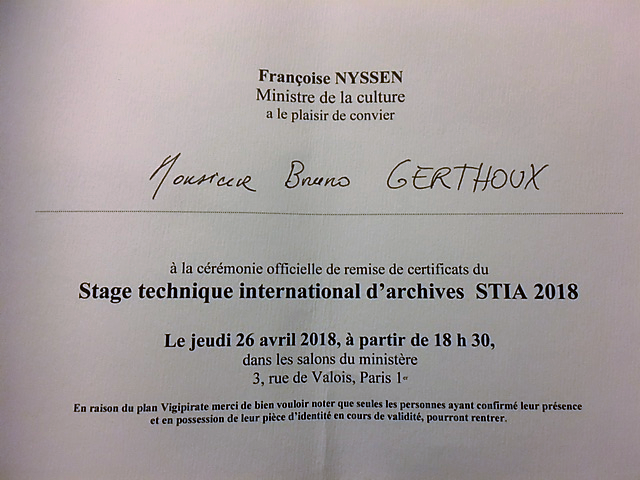 Françoise NYSSEN
Ministre de la culture
a le plaisir de convier
Monsieur Bruno GERTHOUX
à la cérémonie officielle de remise de certificats du
Stage technique international d'archives STIA 2018
Le jeudi 26 avril 2018, à partir de 18 h 30,
dans les salons du ministère
3, rue de Valois, Paris 1er
En raison du plan Vigipirate merci de bien vouloir noter que seules les personnes ayant confirmé leur présence
et en possession de leur pièce d'identité en cours de validité, pourront rentrer.